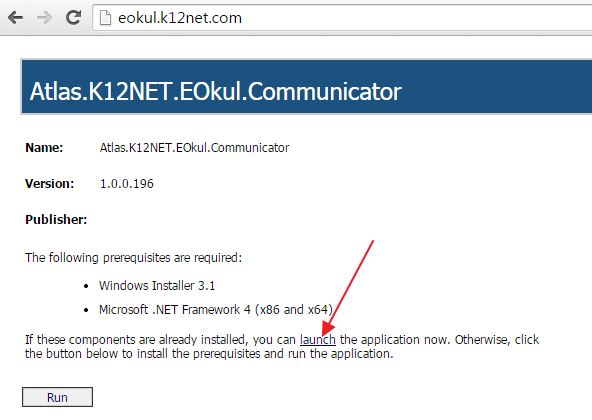 eokul.k12net.com
Atlas.K12NET.EOkul.Communicator
Name: Atlas.K12NET.EOkul.Communicator
Version: 1.0.0.196
Publisher:
The following prerequisites are required:
• Windows Installer 3.1
• Microsoft .NET Framework 4 (x86 and x64)
If these components are already installed, you can launch the application now. Otherwise, click
the button below to install the prerequisites and run the application.
Run